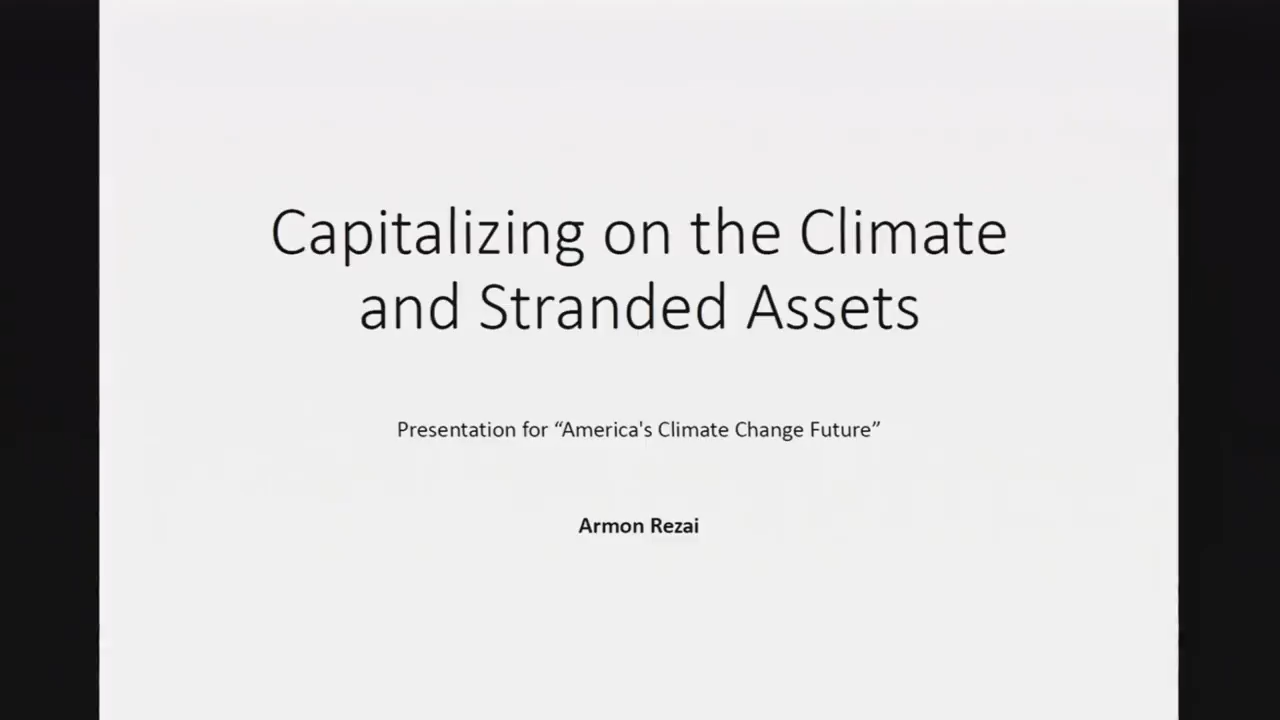 Capitalizing on the Climate
and Stranded Assets
Presentation for “America's Climate Change Future”
Armon Rezai